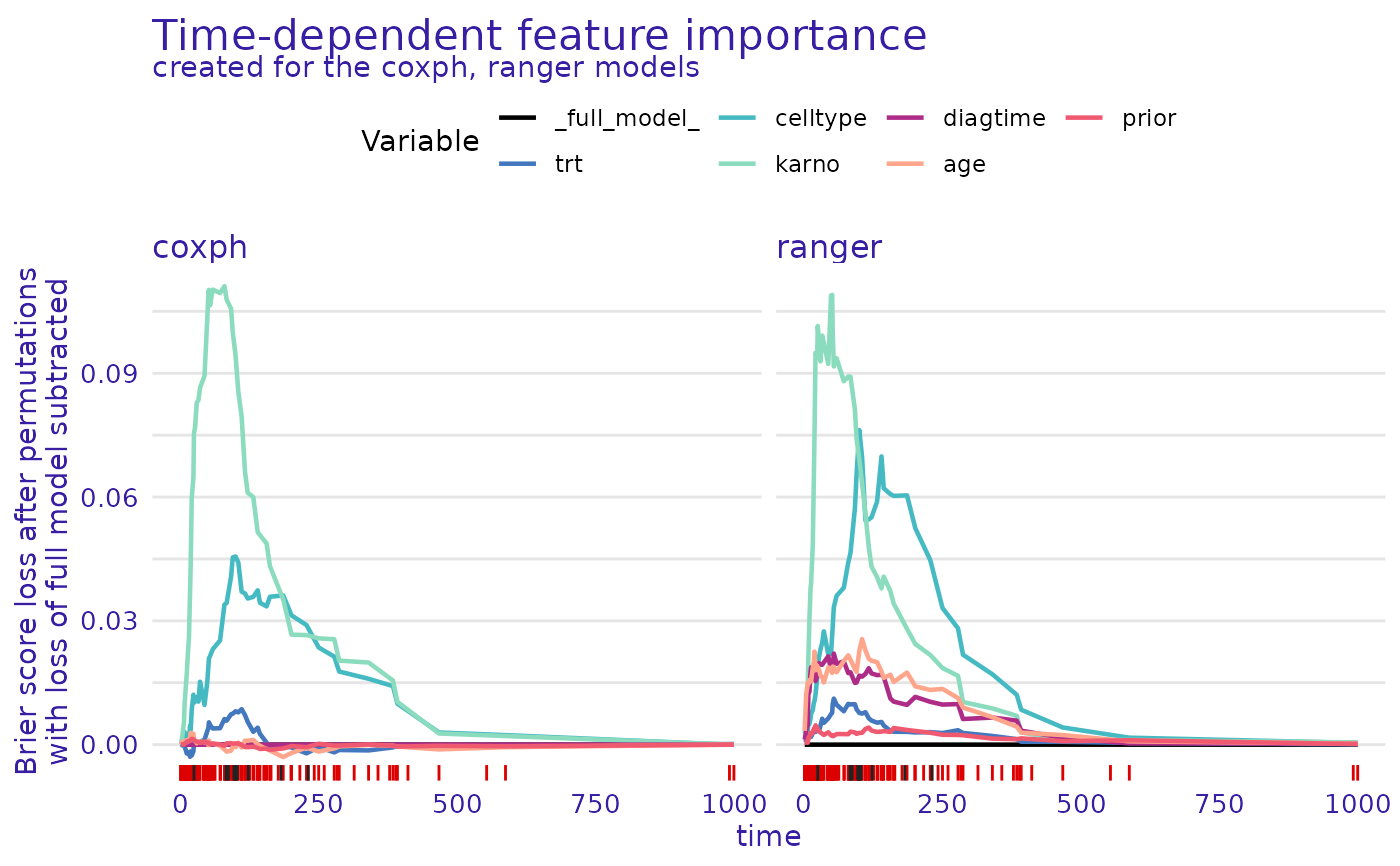 Time-dependent feature importance
created for the coxph, ranger models
Variable
_full_model_ celltype diagtime prior
trt karno age
coxph ranger
Brier score loss after permutations
with loss of full model subtracted
0.09
0.06
0.03
0.00
0 250 500 750 1000 0 250 500 750 1000
time